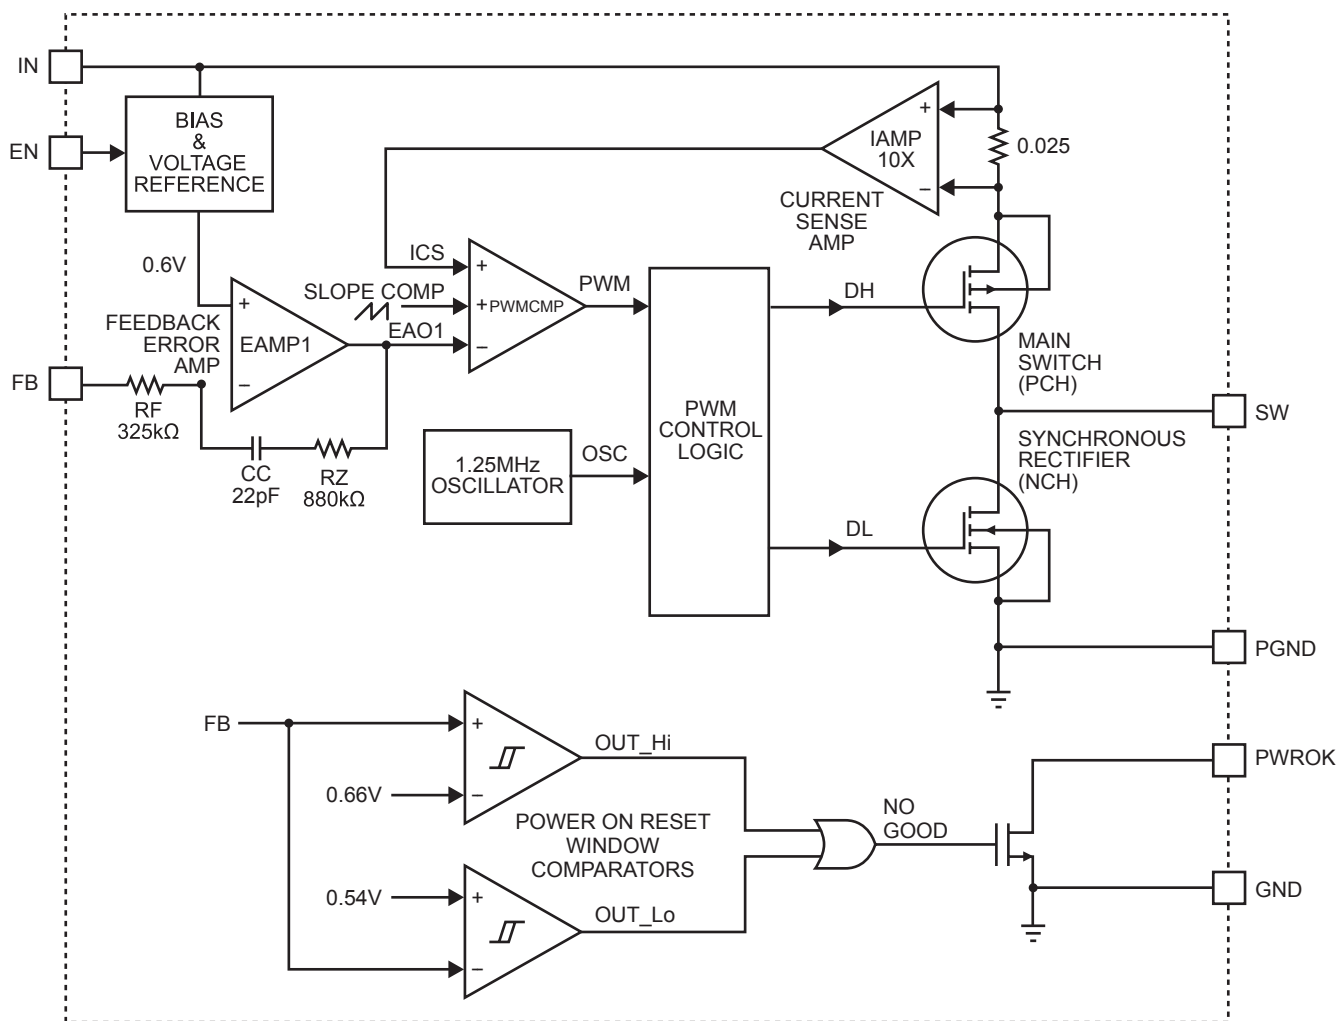 IN
EN
BIAS
&
VOLTAGE
REFERENCE
0.6V
FEEDBACK
ERROR
AMP
FB
RF
325kΩ
+
EAMP1
−
CC
22pF
RZ
880kΩ
ICS
SLOPE COMP
EAO1
+
+
PWMCMP
−
PWM
1.25MHz
OSCILLATOR
OSC
PWM
CONTROL
LOGIC
+
IAMP
10X
−
CURRENT
SENSE
AMP
0.025
DH
MAIN
SWITCH
(PCH)
SW
SYNCHRONOUS
RECTIFIER
(NCH)
DL
PGND
FB
+
0.66V
−
OUT_Hi
POWER ON RESET
WINDOW
COMPARATORS
0.54V
+
−
OUT_Lo
NO
GOOD
PWROK
GND